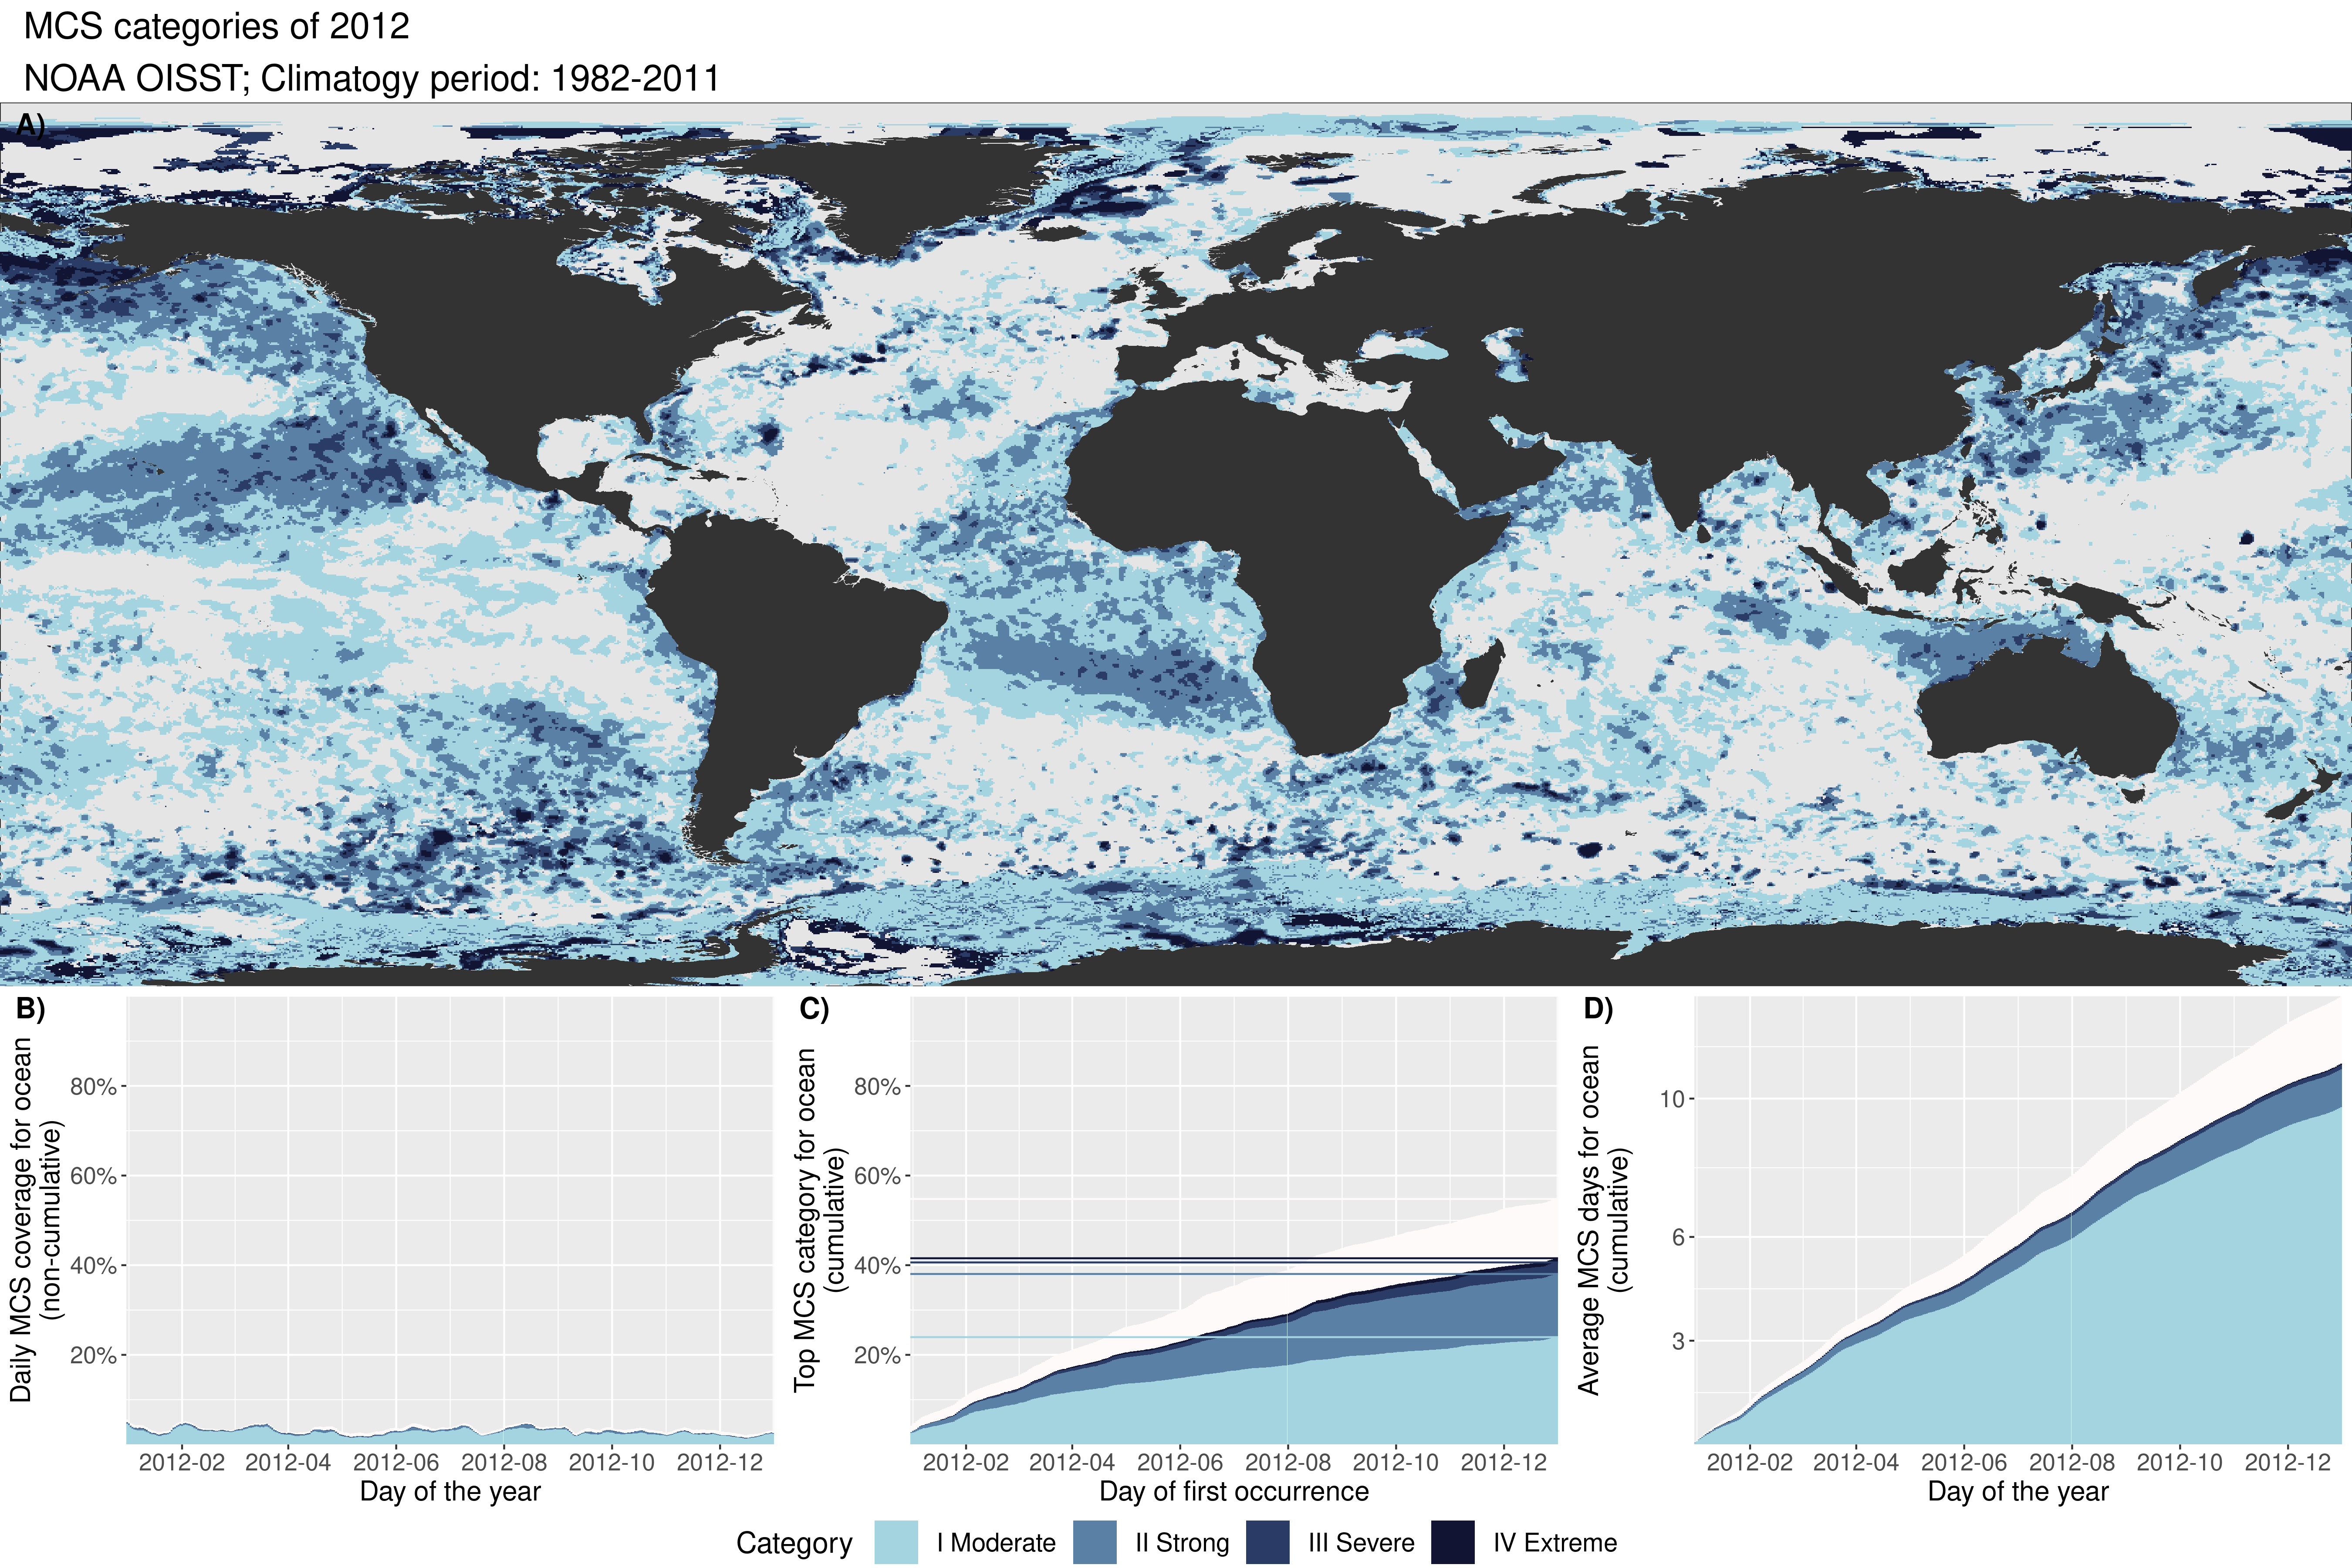 MCS categories of 2012
NOAA OISST; Climatogy period: 1982-2011
A)
B)
Daily MCS coverage for ocean
(non-cumulative)
80%
60%
40%
20%
2012-02 2012-04 2012-06 2012-08 2012-10 2012-12
Day of the year
C)
Top MCS category for ocean
(cumulative)
80%
60%
40%
20%
2012-02 2012-04 2012-06 2012-08 2012-10 2012-12
Day of first occurrence
D)
Average MCS days for ocean
(cumulative)
10
6
3
2012-02 2012-04 2012-06 2012-08 2012-10 2012-12
Day of the year
Category I Moderate II Strong III Severe IV Extreme